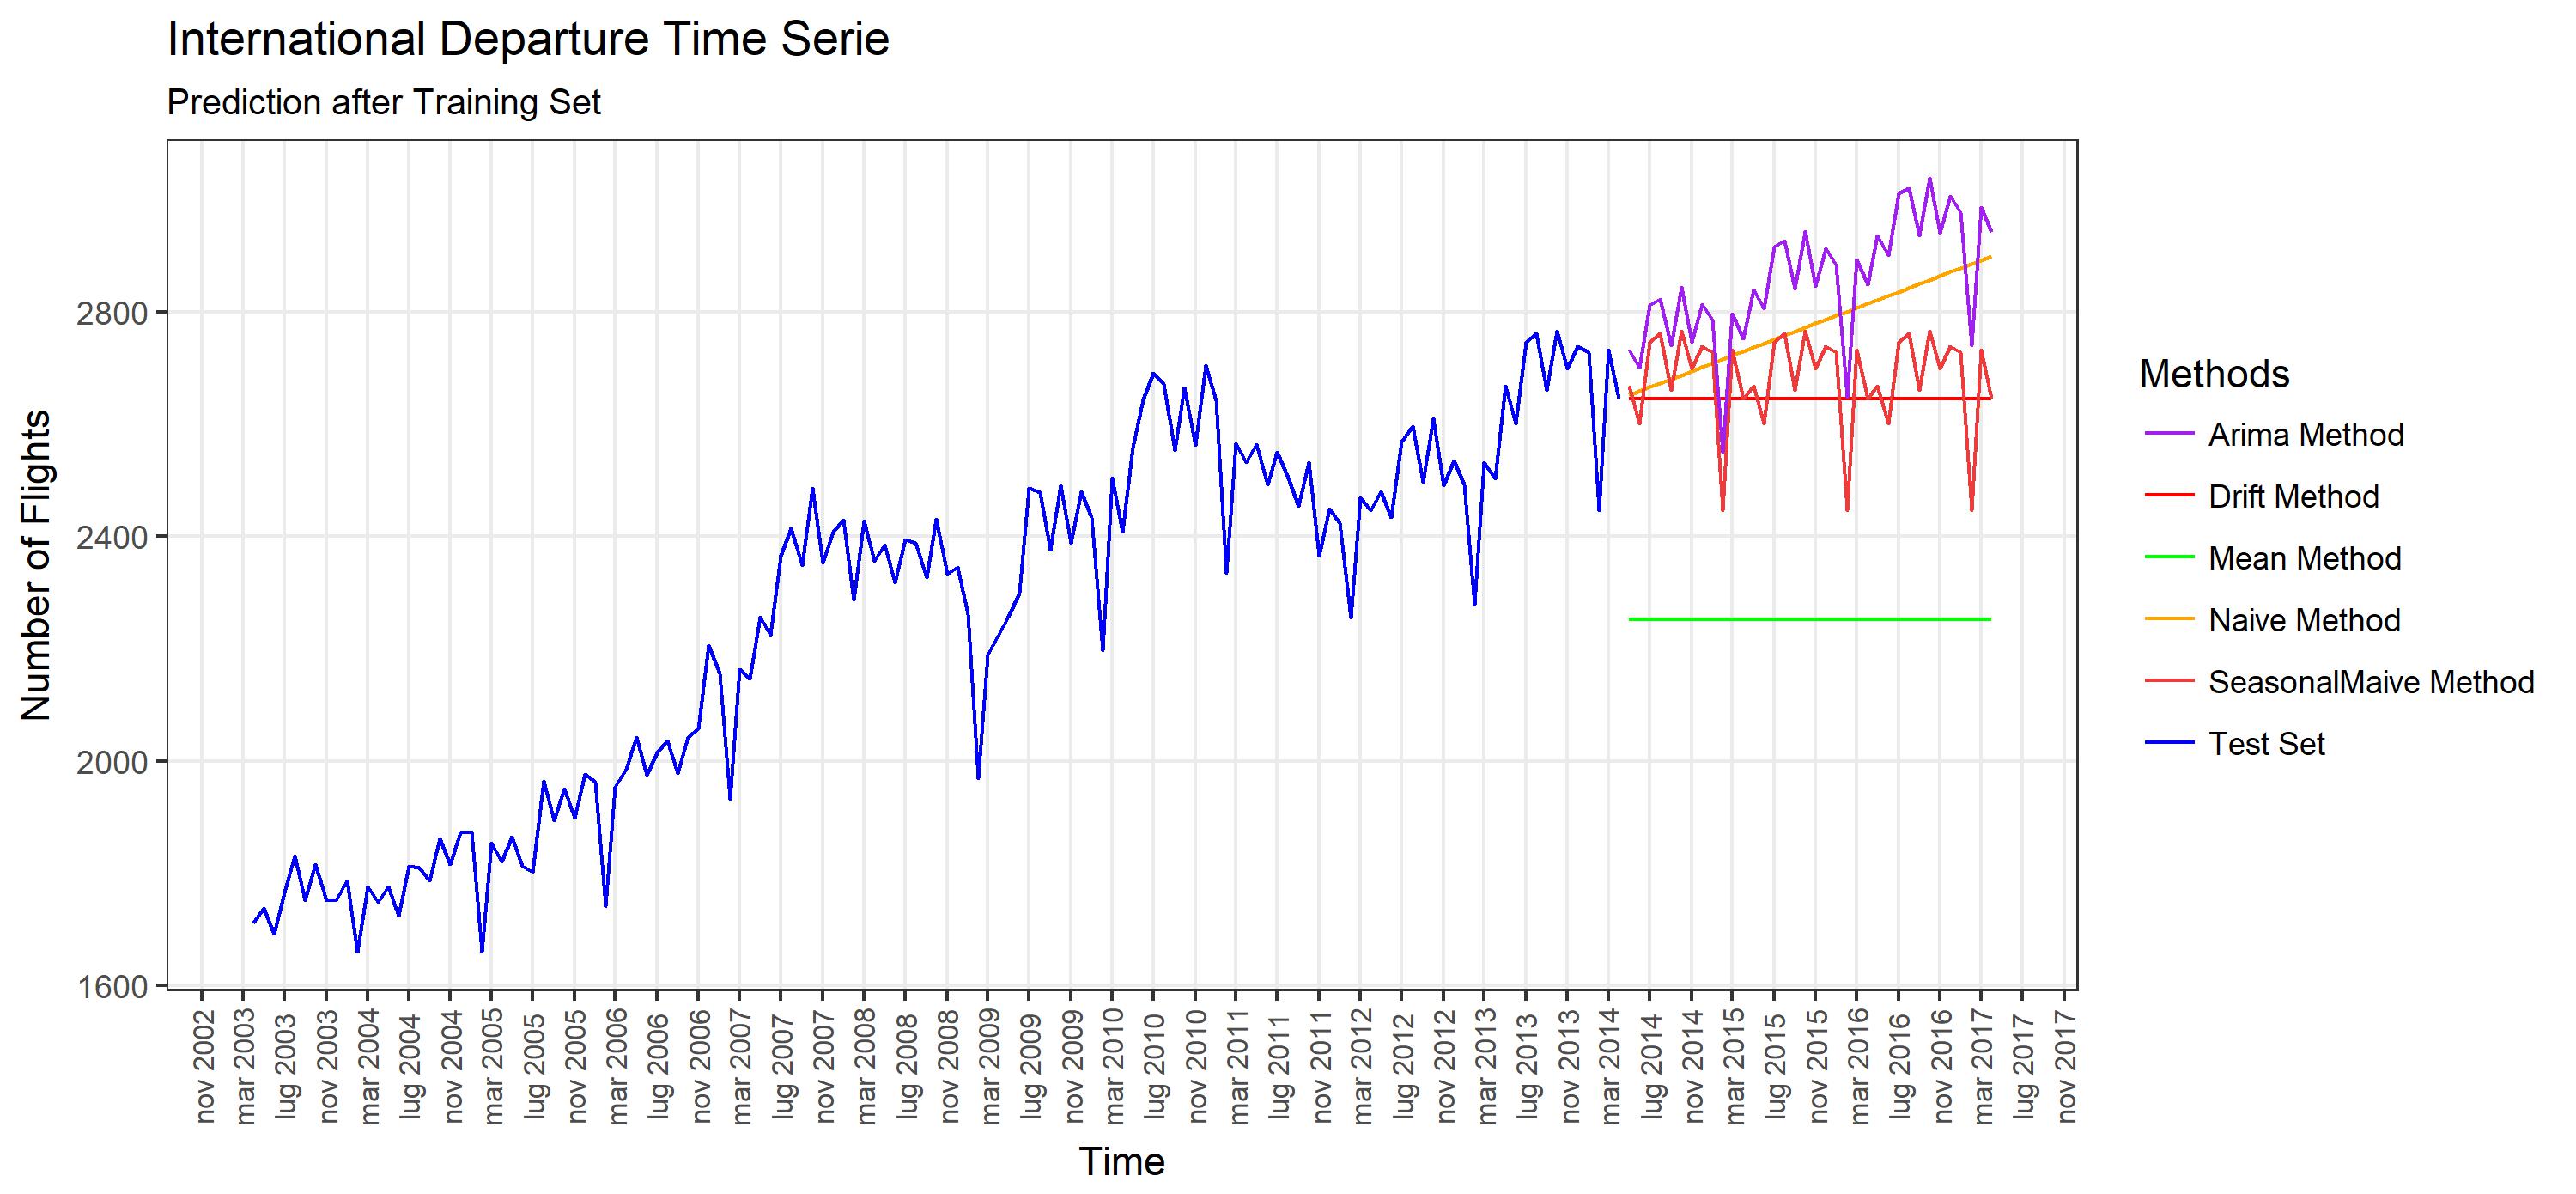 International Departure Time Serie
Prediction after Training Set
Number of Flights
2800
2400
2000
1600
nov 2002
mar 2003
lug 2003
nov 2003
mar 2004
lug 2004
nov 2004
mar 2005
lug 2005
nov 2005
mar 2006
lug 2006
nov 2006
mar 2007
lug 2007
nov 2007
mar 2008
lug 2008
nov 2008
mar 2009
lug 2009
nov 2009
mar 2010
lug 2010
nov 2010
mar 2011
lug 2011
nov 2011
mar 2012
lug 2012
nov 2012
mar 2013
lug 2013
nov 2013
mar 2014
lug 2014
nov 2014
mar 2015
lug 2015
nov 2015
mar 2016
lug 2016
nov 2016
mar 2017
lug 2017
nov 2017
Time
Methods
Arima Method
Drift Method
Mean Method
Naive Method
SeasonalMaive Method
Test Set